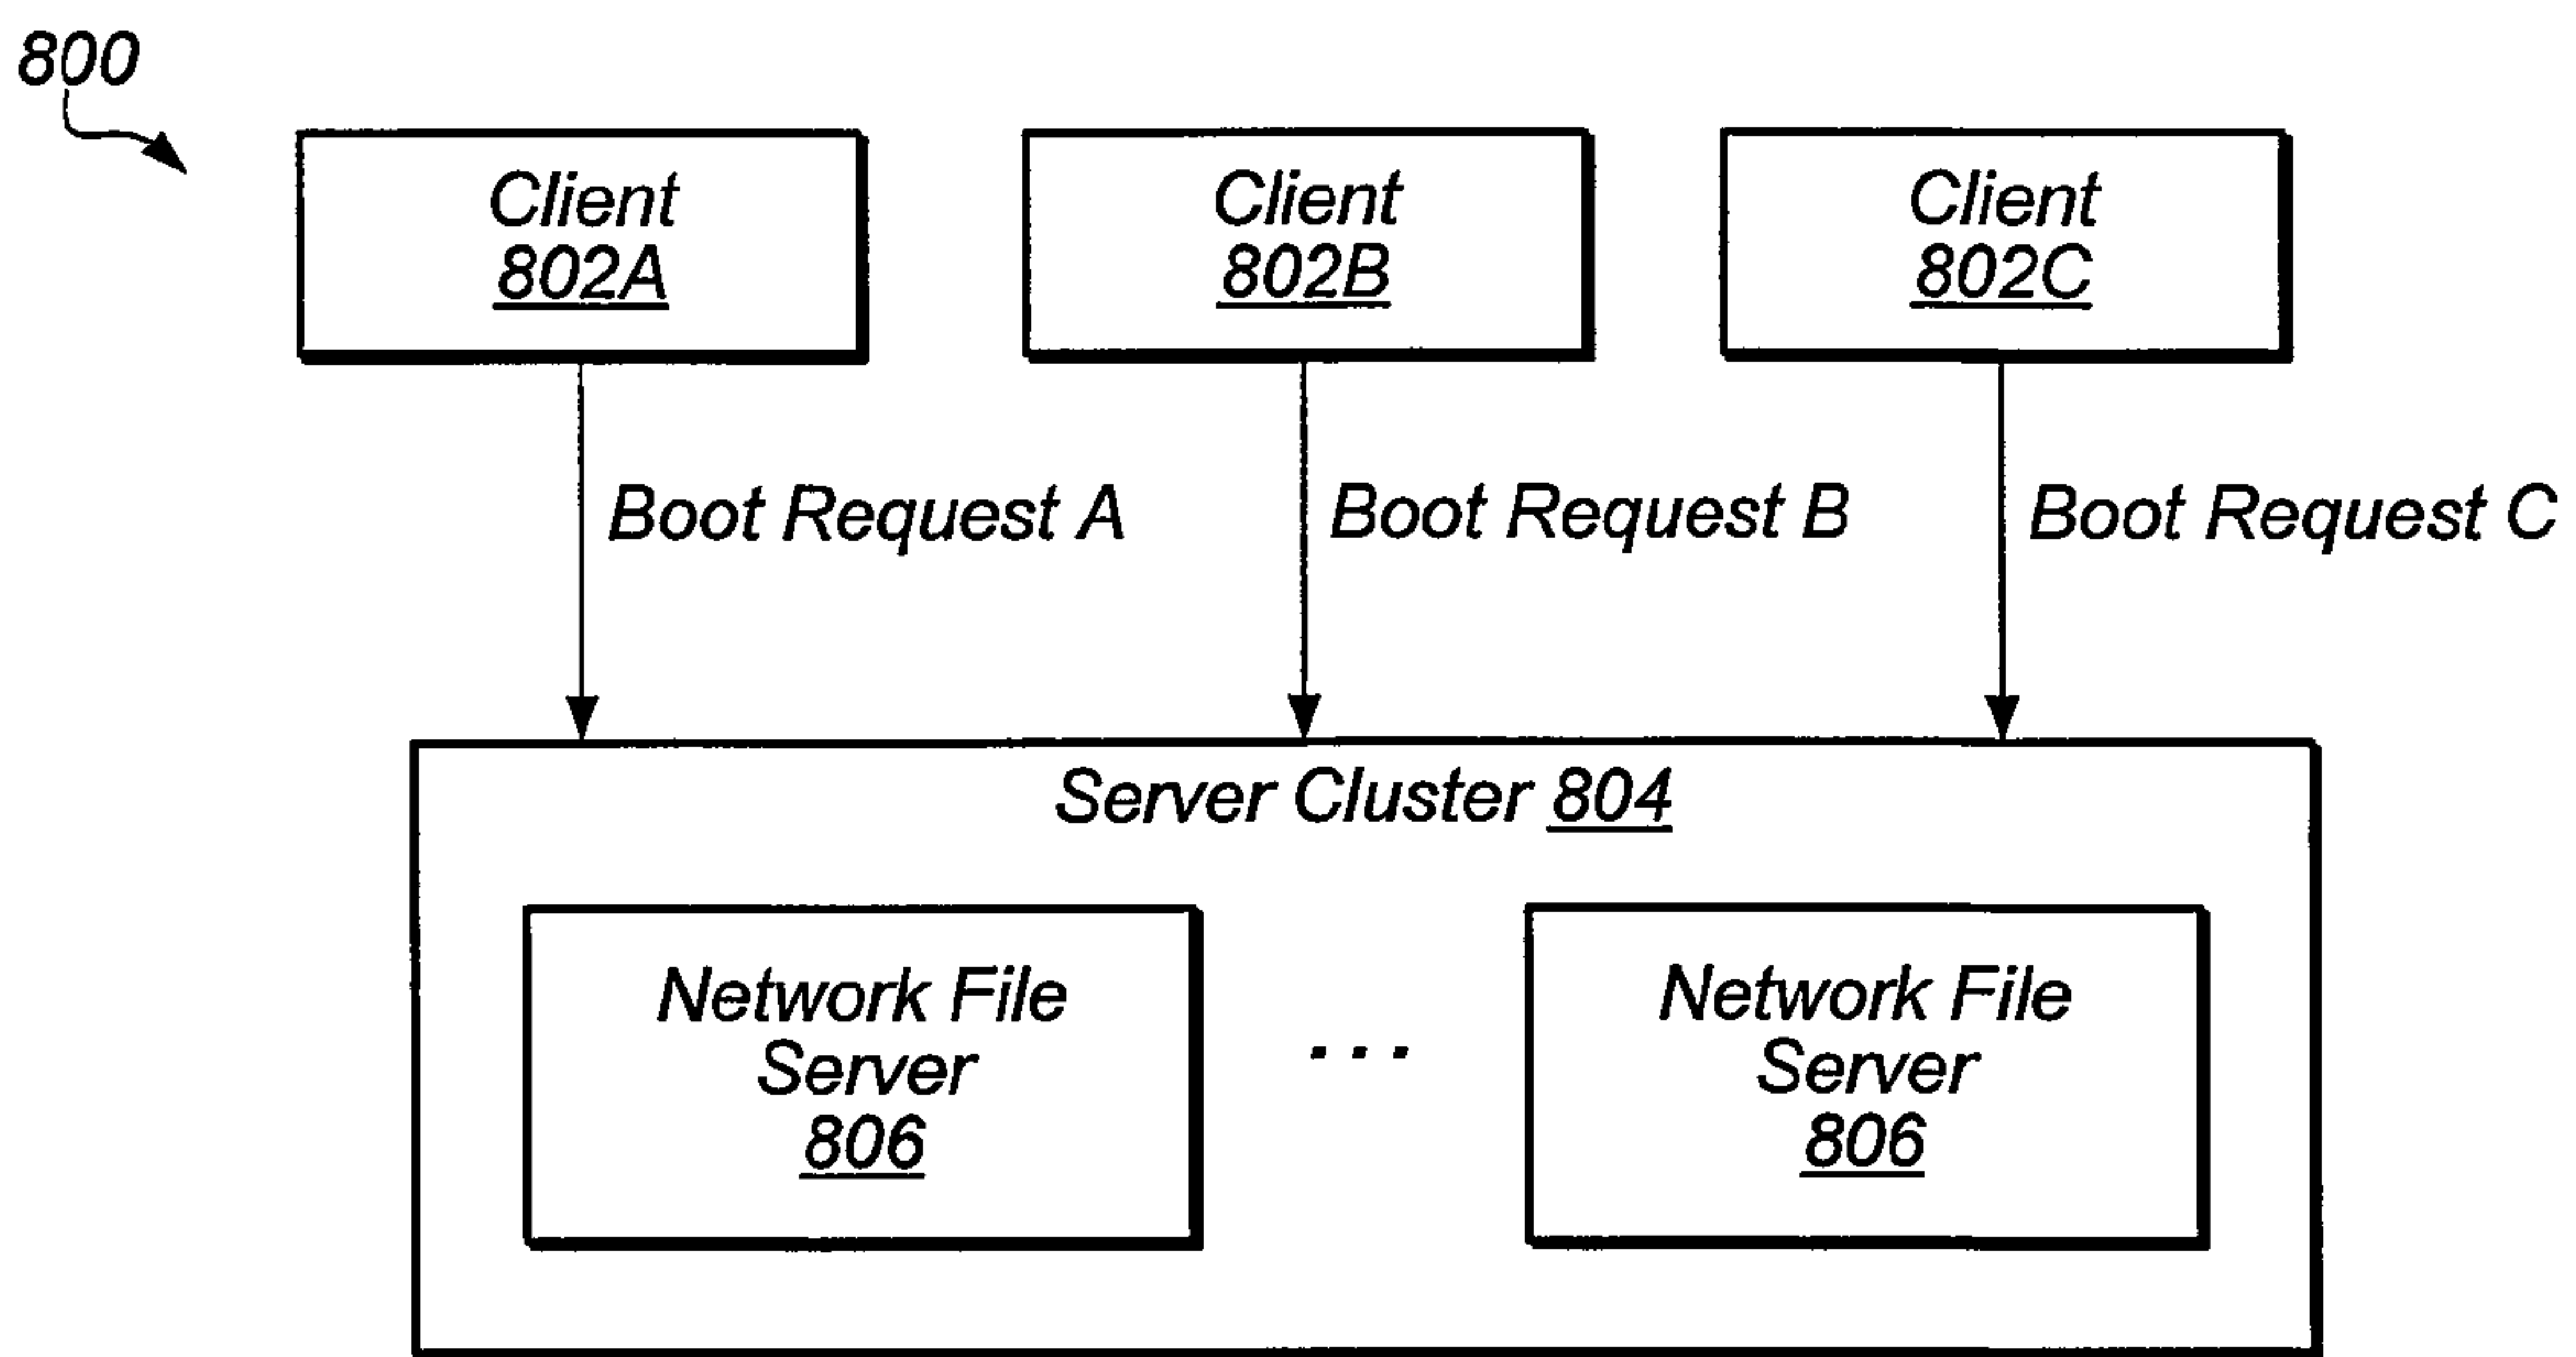 800
Client
802A
Client
802B
Client
802C
Boot Request A
Boot Request B
Boot Request C
Server Cluster 804
Network File
Server
806
...
Network File
Server
806